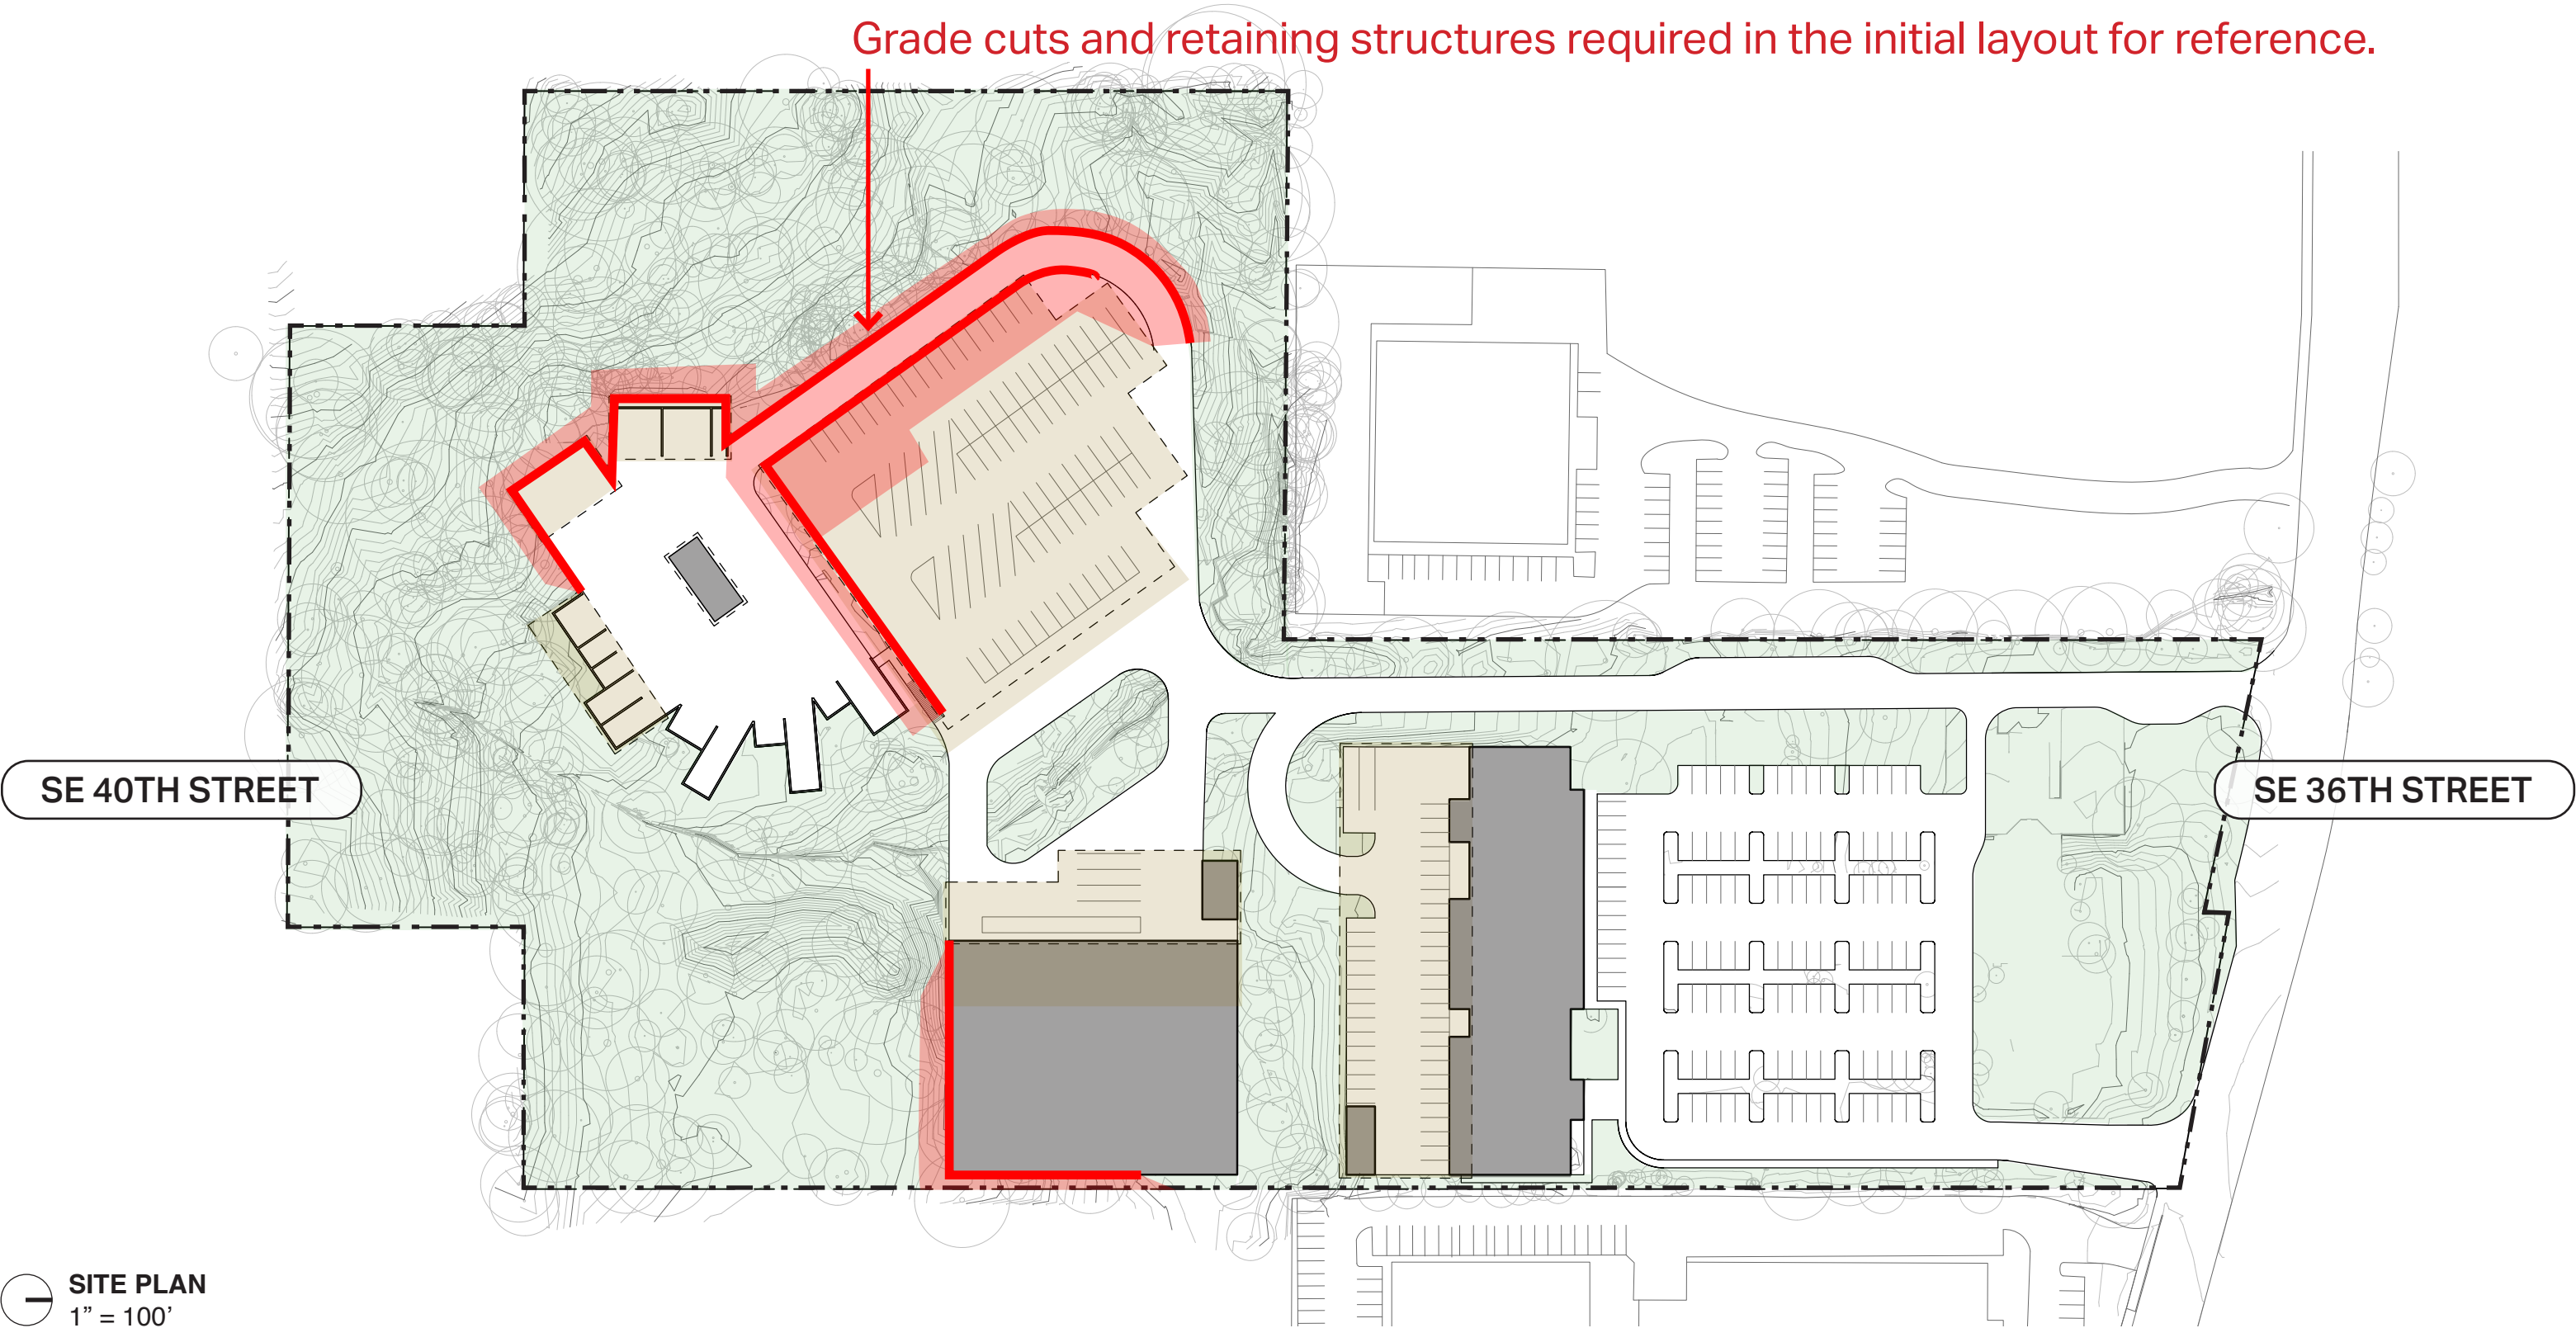 Grade cuts and retaining structures required in the initial layout for reference.
SE 40TH STREET
SE 36TH STREET
SITE PLAN
1” = 100’